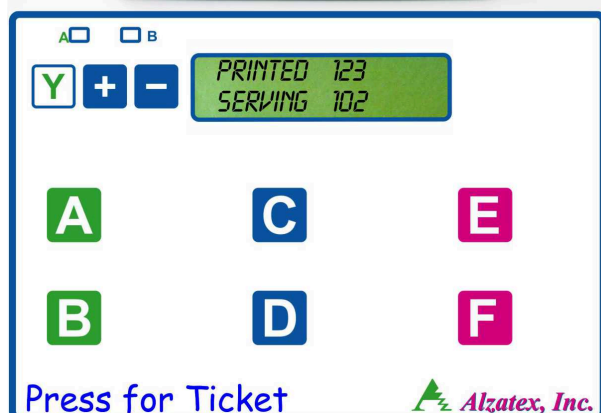 A B
Y + −
PRINTED 123
SERVING 102
A C E
B D F
Press for Ticket
Alzatex, Inc.